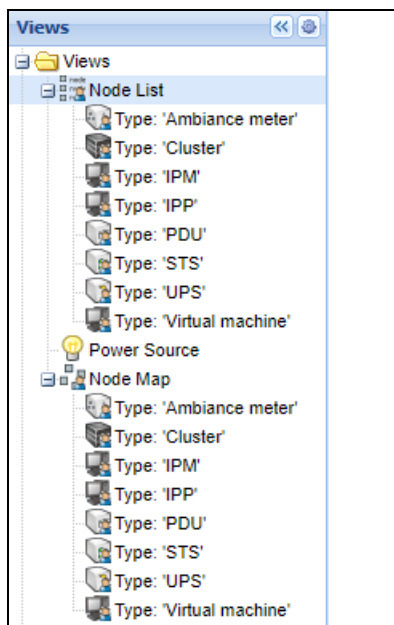 Views
Views
Node List
Type: 'Ambiance meter'
Type: 'Cluster'
Type: 'IPM'
Type: 'IPP'
Type: 'PDU'
Type: 'STS'
Type: 'UPS'
Type: 'Virtual machine'
Power Source
Node Map
Type: 'Ambiance meter'
Type: 'Cluster'
Type: 'IPM'
Type: 'IPP'
Type: 'PDU'
Type: 'STS'
Type: 'UPS'
Type: 'Virtual machine'